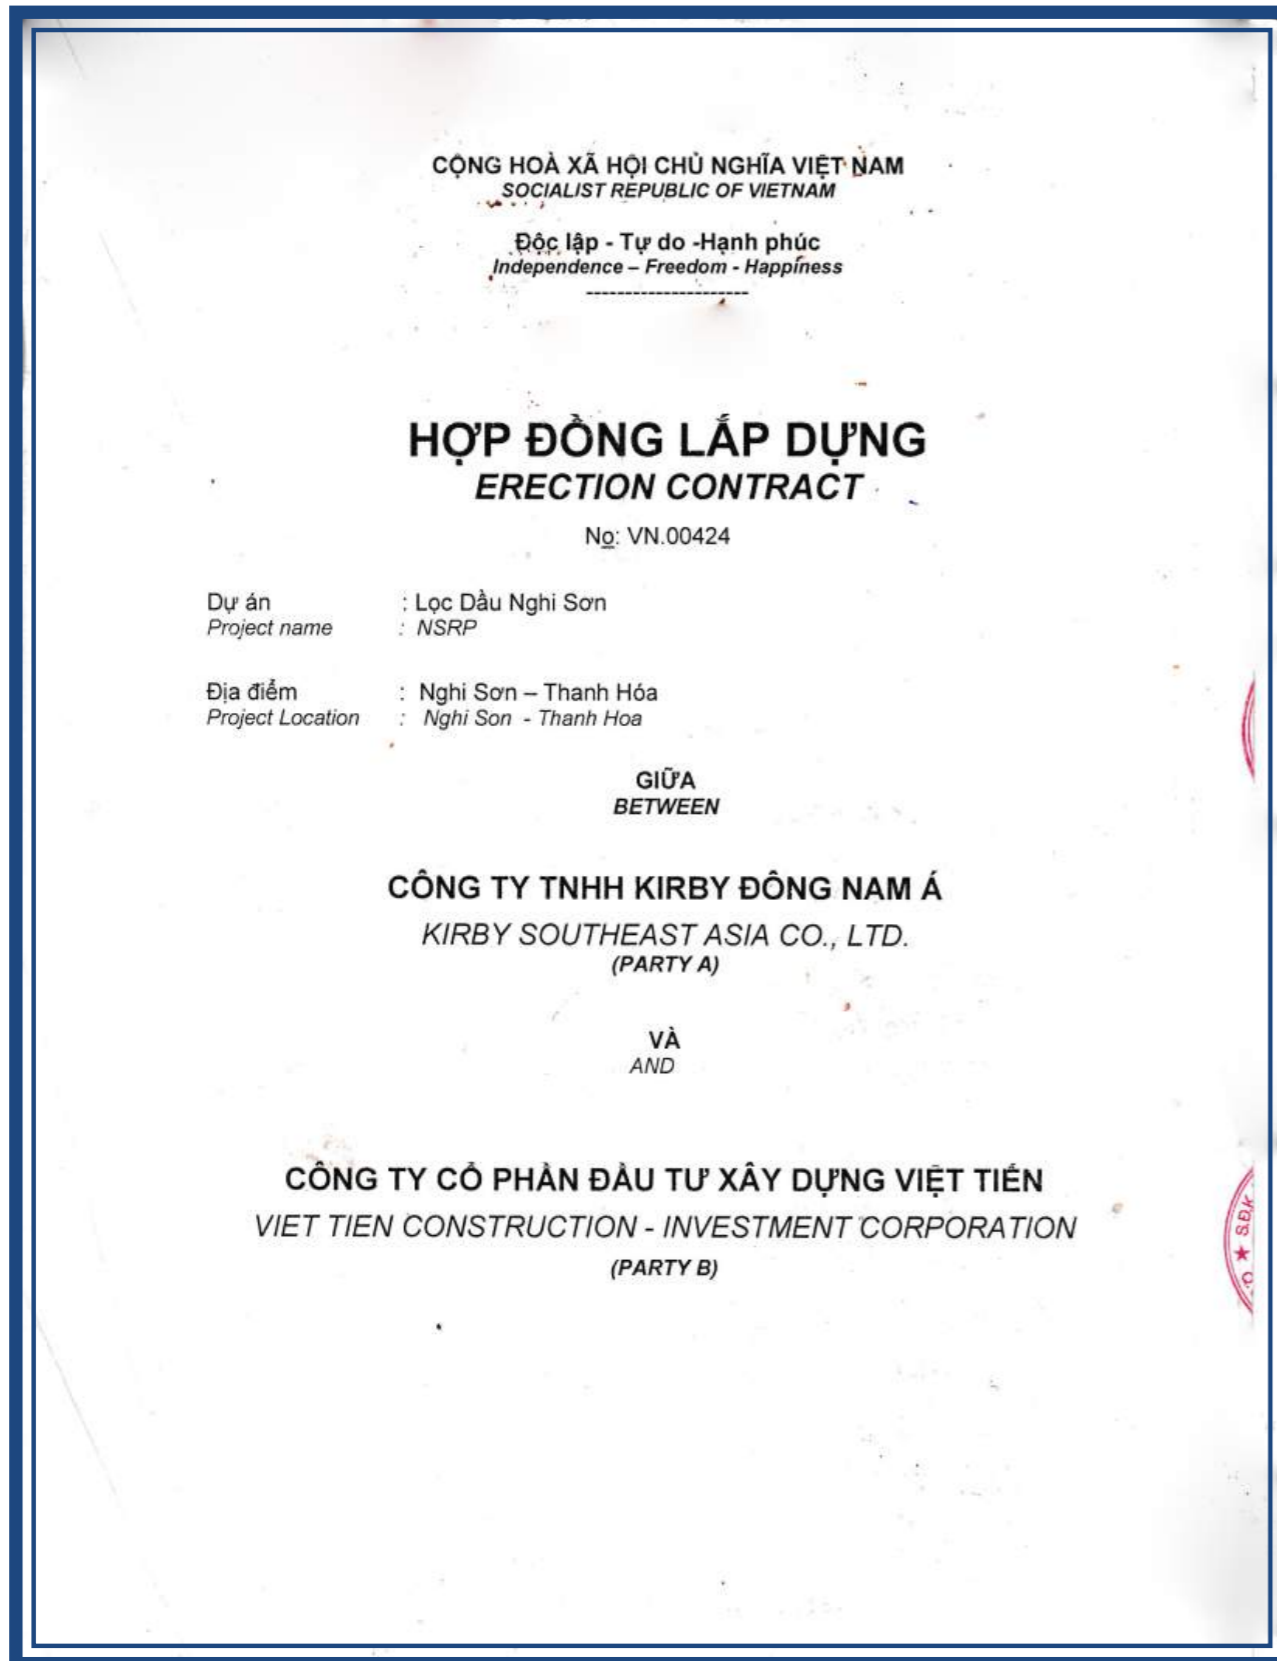 CỘNG HOÀ XÃ HỘI CHỦ NGHĨA VIỆT NAM
SOCIALIST REPUBLIC OF VIETNAM
Độc lập - Tự do -Hạnh phúc
Independence – Freedom - Happiness
---------------------
HỢP ĐỒNG LẮP DỰNG
ERECTION CONTRACT
No: VN.00424
Dự án : Lọc Dầu Nghi Sơn
Project name : NSRP
Địa điểm : Nghi Sơn – Thanh Hóa
Project Location : Nghi Son - Thanh Hoa
GIỮA
BETWEEN
CÔNG TY TNHH KIRBY ĐÔNG NAM Á
KIRBY SOUTHEAST ASIA CO., LTD.
(PARTY A)
VÀ
AND
CÔNG TY CỔ PHẦN ĐẦU TƯ XÂY DỰNG VIỆT TIẾN
VIET TIEN CONSTRUCTION - INVESTMENT CORPORATION
(PARTY B)
★ S.Đ.K